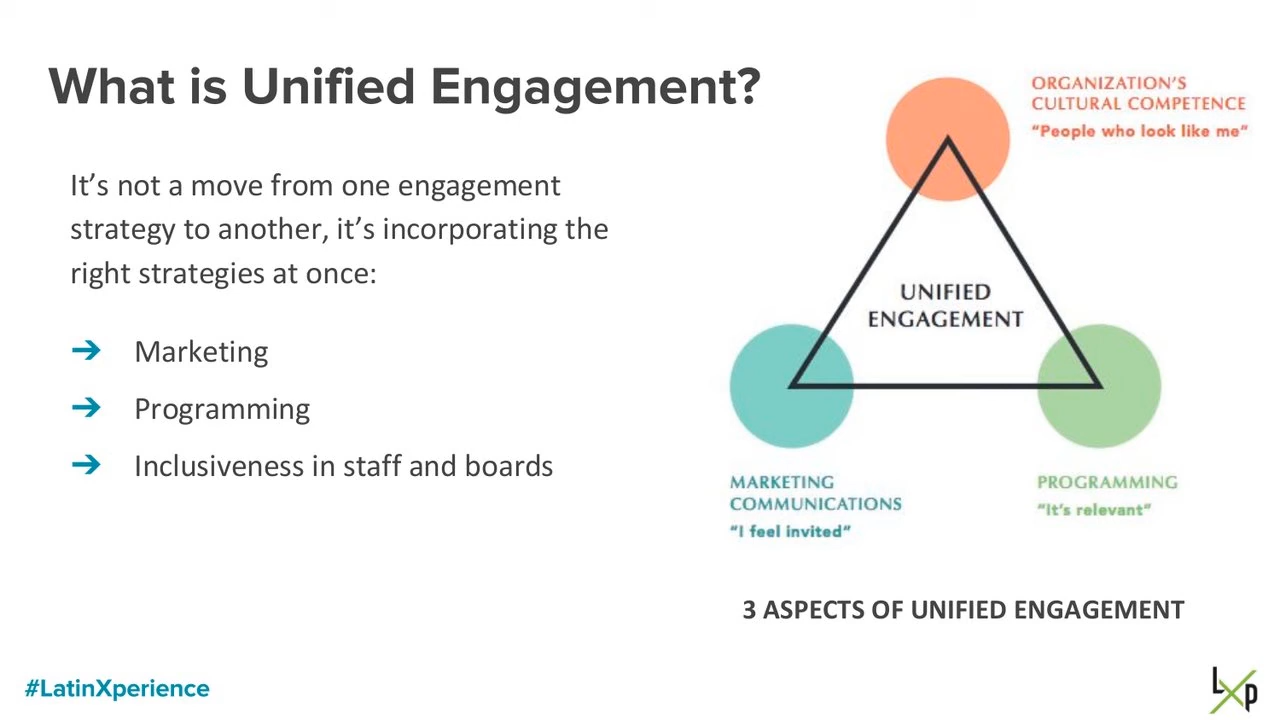 What is Unified Engagement?
It’s not a move from one engagement
strategy to another, it’s incorporating the
right strategies at once:
➔ Marketing
➔ Programming
➔ Inclusiveness in staff and boards
ORGANIZATION’S
CULTURAL COMPETENCE
“People who look like me”
UNIFIED
ENGAGEMENT
MARKETING
COMMUNICATIONS
“I feel invited”
PROGRAMMING
“It’s relevant”
3 ASPECTS OF UNIFIED ENGAGEMENT
#LatinXperience
LXp